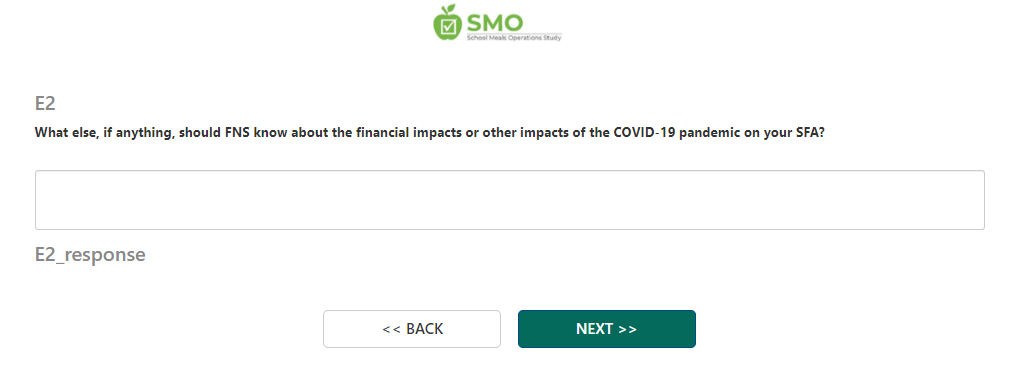 SMO
School Meals Operations Study
E2
What else, if anything, should FNS know about the financial impacts or other impacts of the COVID-19 pandemic on your SFA?
E2_response
<< BACK
NEXT >>